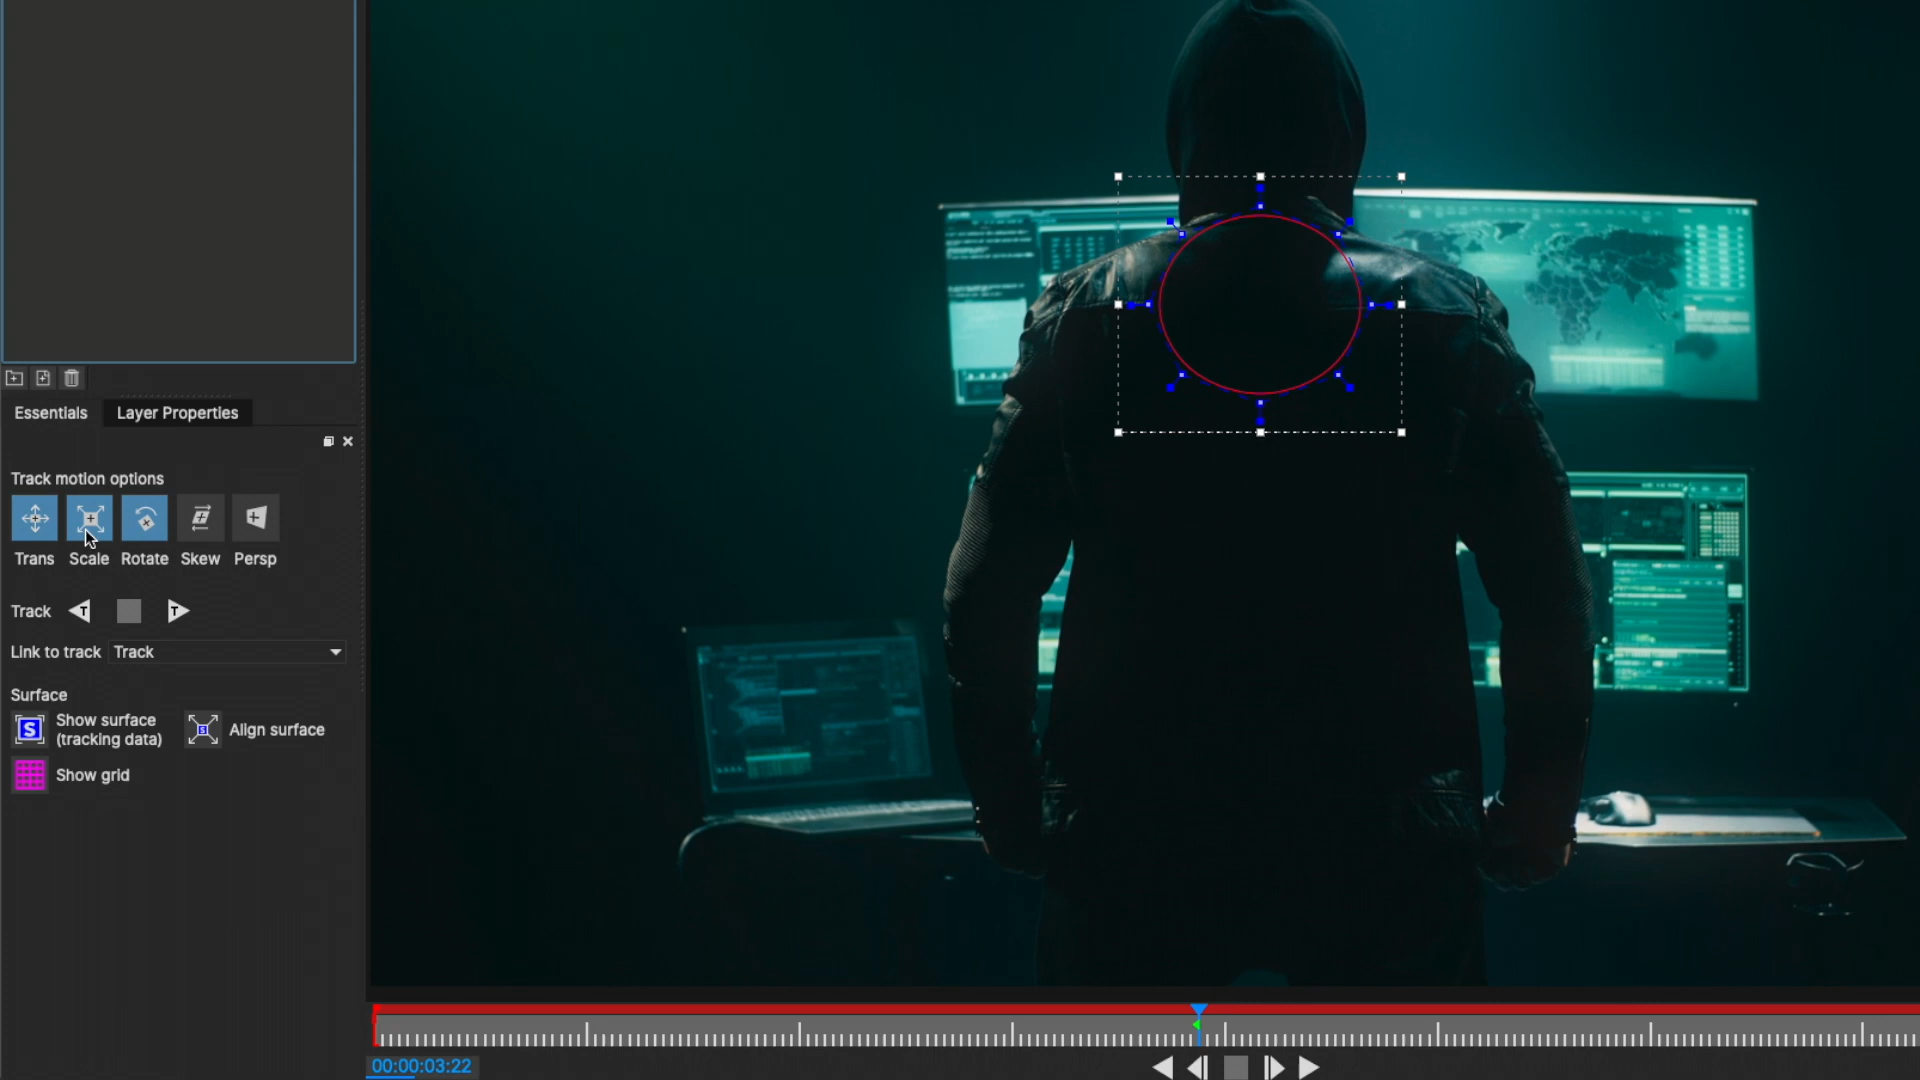 Essentials
Layer Properties
Track motion options
Trans
Scale
Rotate
Skew
Persp
Track
Link to track
Track
Surface
Show surface
(tracking data)
Align surface
Show grid
00:00:03:22